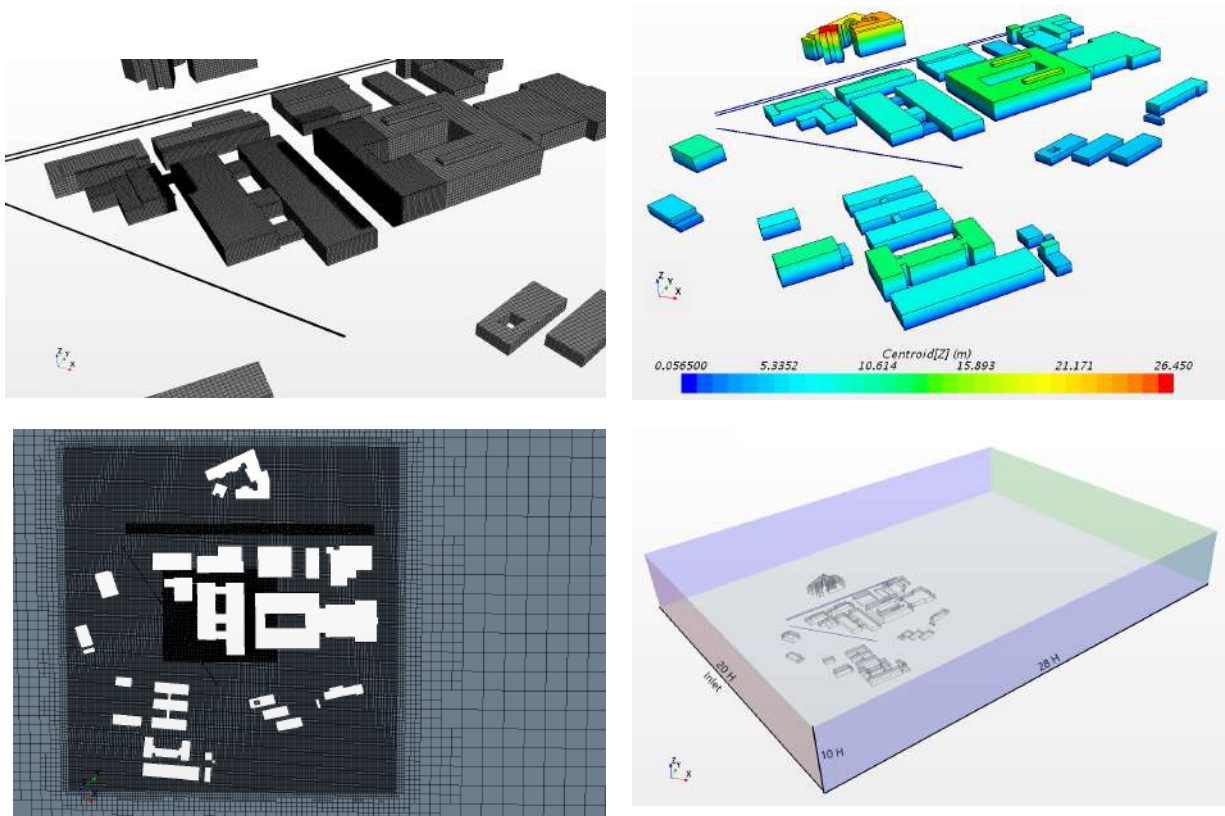 Z Y
X
Z Y
X
Centroid[Z] (m)
0.056500 5.3352 10.614 15.893 21.171 26.450
20 H
Inlet
28 H
10 H
Z Y
X